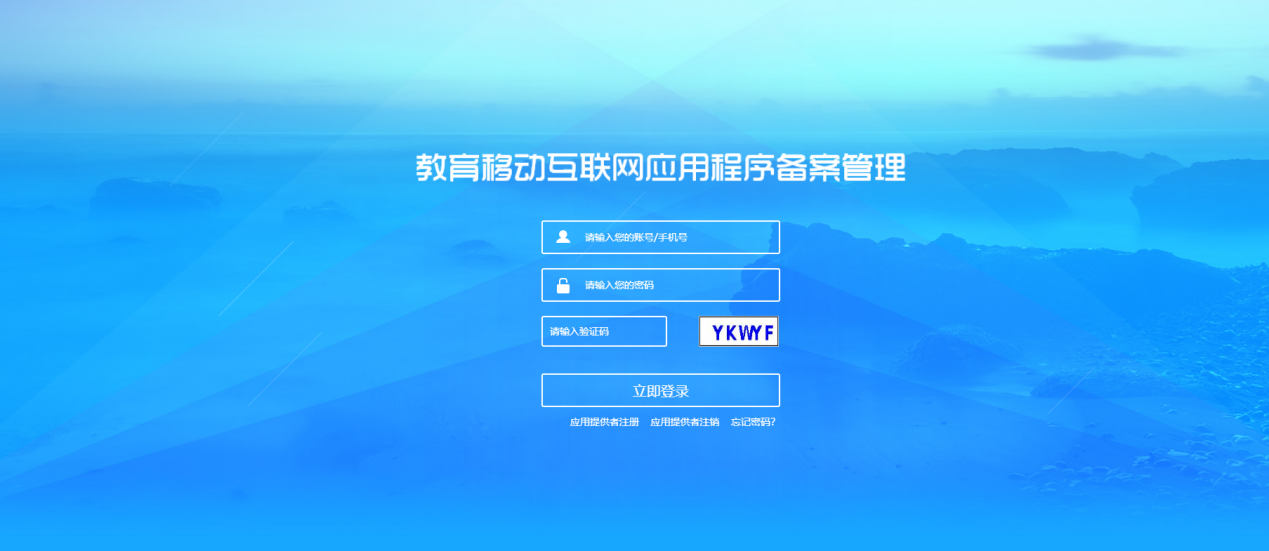 教育移动互联网应用程序备案管理
请输入您的账号/手机号
请输入您的密码
请输入验证码
YKWYF
立即登录
应用提供者注册 应用提供者注销 忘记密码?